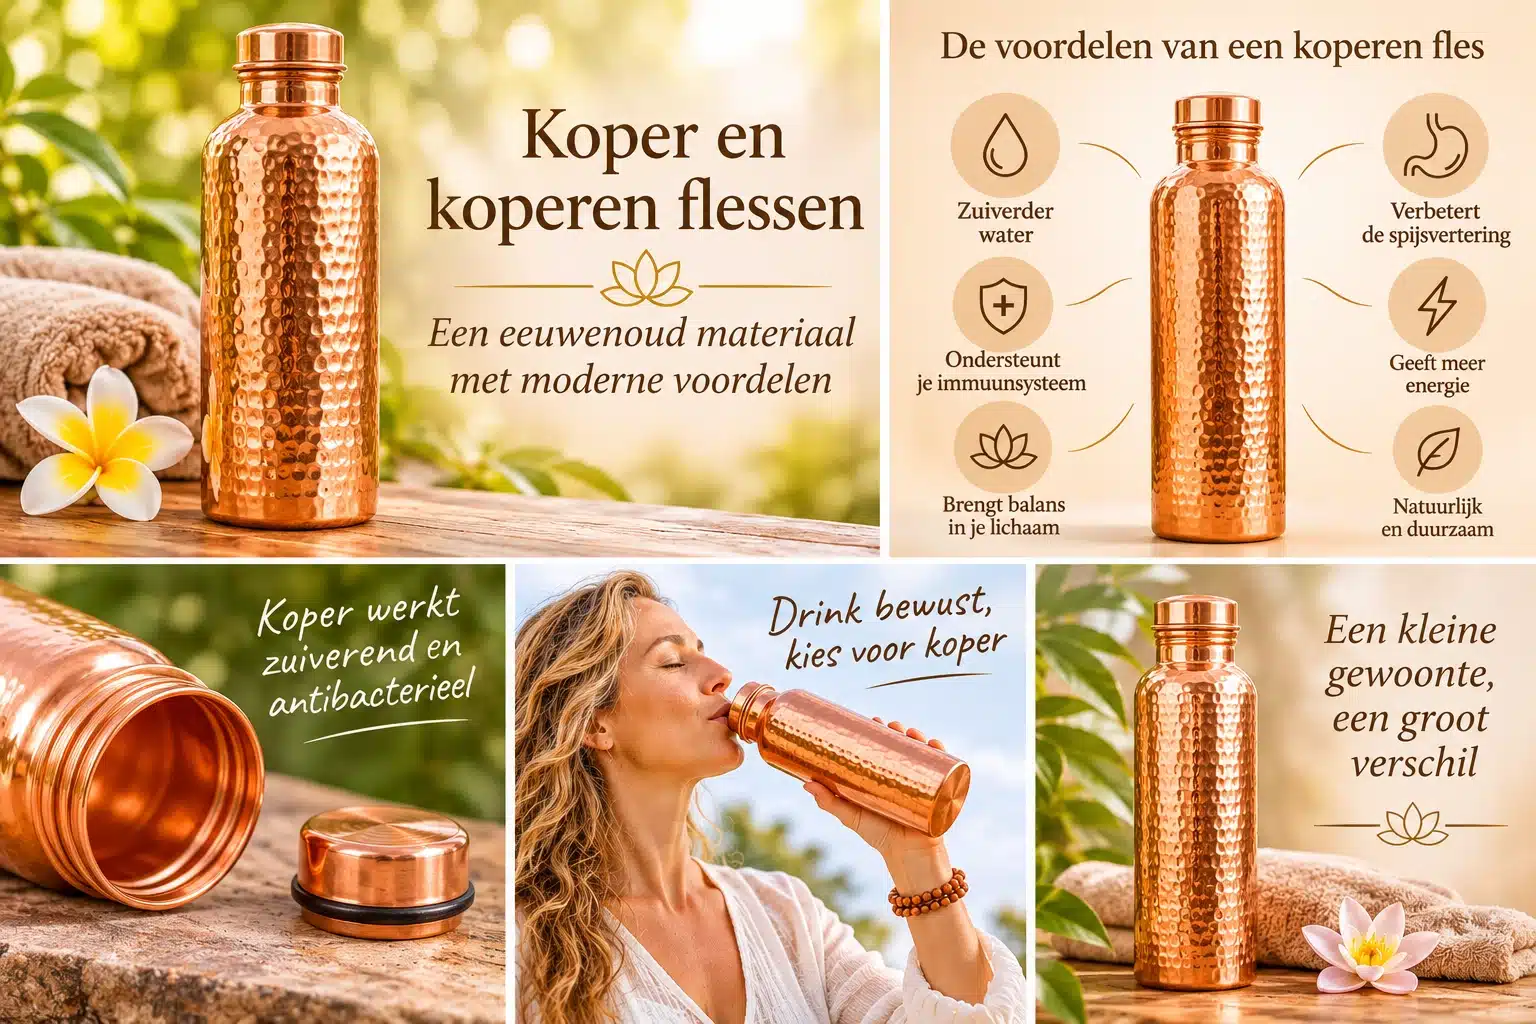 Koper en
koperen flessen
Een eeuwenoud materiaal
met moderne voordelen
De voordelen van een koperen fles
Zuiverder
water
Verbetert
de spijsvertering
Ondersteunt
je immuunsysteem
Geeft meer
energie
Brengt balans
in je lichaam
Natuurlijk
en duurzaam
Koper werkt
zuiverend en
antibacterieel
Drink bewust,
kies voor koper
Een kleine
gewoonte,
een groot
verschil